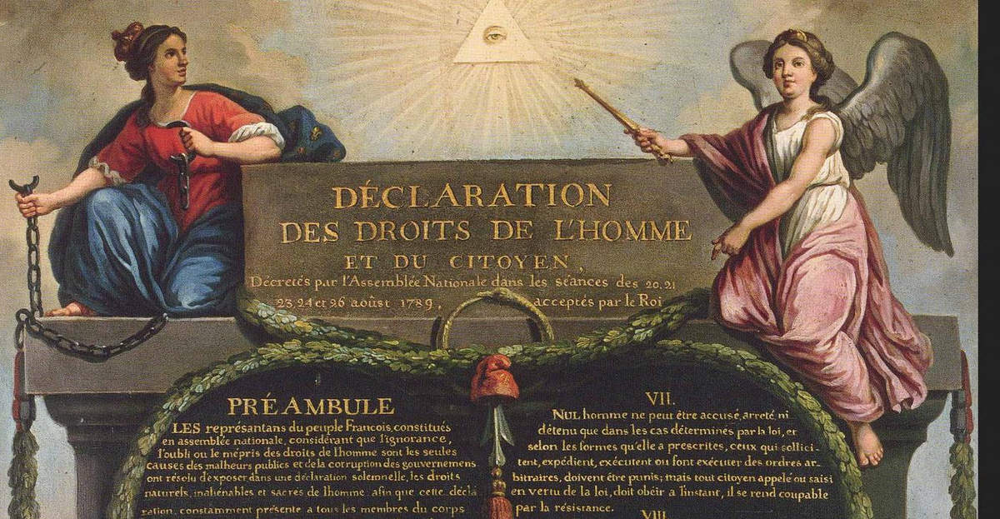 DÉCLARATION
DES DROITS DE L'HOMME
ET DU CITOYEN,
Décretés par l'Assemblée Nationale dans les séances des 20. 21
23. 24 et 26 aoûst 1789, acceptés par le Roi
PRÉAMBULE
LES représantans du peuple Francois, constitués
en assemblée nationale, considérant que l'ignorance,
l'oubli ou le mépris des droits de l'homme sont les seules
causes des malheurs publics et de la corruption des gouvernemens
ont résolu d'exposer dans une déclaration solemnelle, les droits
naturels, inaliénables et sacrés de l'homme afin que cette décla
ration, constamment présente a tous les membres du corps
VII.
NUL homme ne peut être accusé, arreté ni
détenu que dans les cas déterminés par la loi, et
selon les formes qu'elle a prescrites, ceux qui sollici-
tent, expédient, exécutent ou font exécuter des ordres ar-
bitraires, doivent être punis; mais tout citoyen appelé ou saisi
en vertu de la loi, doit obéir a l'instant, il se rend coupable
par la résistance.
VIII.